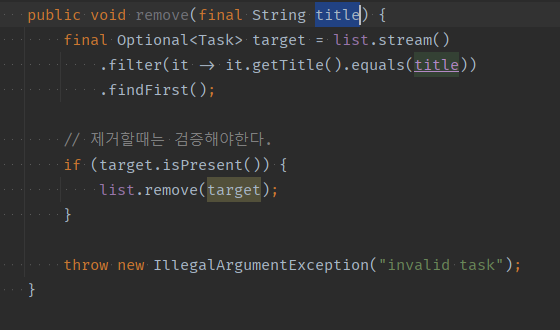 public void remove(final String title) {
final Optional<Task> target = list.stream()
.filter(it -> it.getTitle().equals(title))
.findFirst();
// 제거할때는 검증해야한다.
if (target.isPresent()) {
list.remove(target);
}
throw new IllegalArgumentException("invalid task");
}